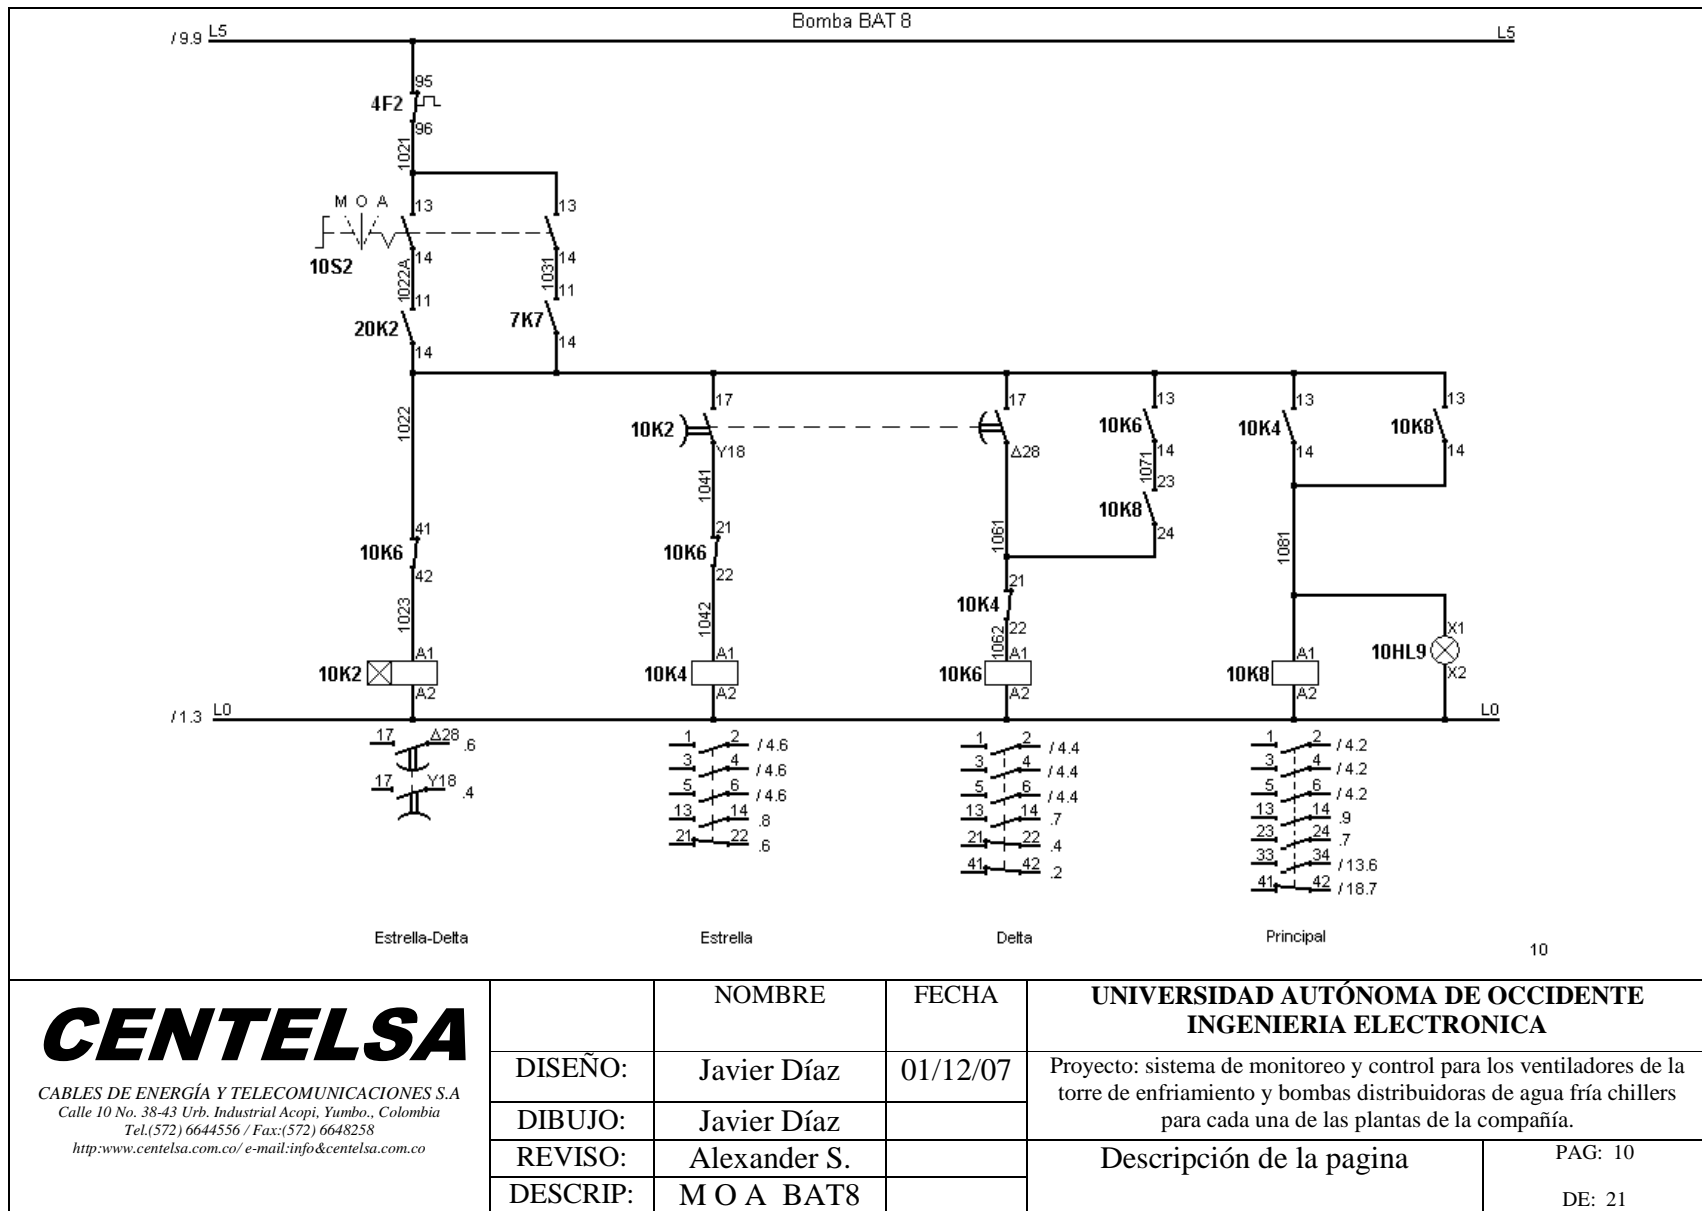 Bomba BAT 8
/ 9.9 L5 L5
95
4F2
96
1021
M O A 13 13
10S2 14 14
1022A 1031
11 11
20K2 7K7
14 14
1022
17 17 13 13 13
10K2 10K6 10K4 10K8
Y18 Δ28 14 14 14
1041 1071
23
10K8
24
1061 1081
41 21
10K6 10K6
42 22
21
10K4
22
1023 1042 1062
A1 A1 A1 A1 X1
10K2 10K4 10K6 10K8 10HL9
A2 A2 A2 A2 X2
/ 1.3 L0 L0
17 Δ28 .6
17 Y18 .4
1 2 / 4.6
3 4 / 4.6
5 6 / 4.6
13 14 .8
21 22 .6
1 2 / 4.4
3 4 / 4.4
5 6 / 4.4
13 14 .7
21 22 .4
41 42 .2
1 2 / 4.2
3 4 / 4.2
5 6 / 4.2
13 14 .9
23 24 .7
33 34 / 13.6
41 42 / 18.7
Estrella-Delta Estrella Delta Principal
10
CENTELSA
CABLES DE ENERGÍA Y TELECOMUNICACIONES S.A
Calle 10 No. 38-43 Urb. Industrial Acopi, Yumbo., Colombia
Tel.(572) 6644556 / Fax:(572) 6648258
http:www.centelsa.com.co/ e-mail:info&centelsa.com.co
NOMBRE FECHA
DISEÑO: Javier Díaz 01/12/07
DIBUJO: Javier Díaz
REVISO: Alexander S.
DESCRIP: M O A BAT8
UNIVERSIDAD AUTÓNOMA DE OCCIDENTE
INGENIERIA ELECTRONICA
Proyecto: sistema de monitoreo y control para los ventiladores de la
torre de enfriamiento y bombas distribuidoras de agua fría chillers
para cada una de las plantas de la compañía.
Descripción de la pagina
PAG: 10
DE: 21